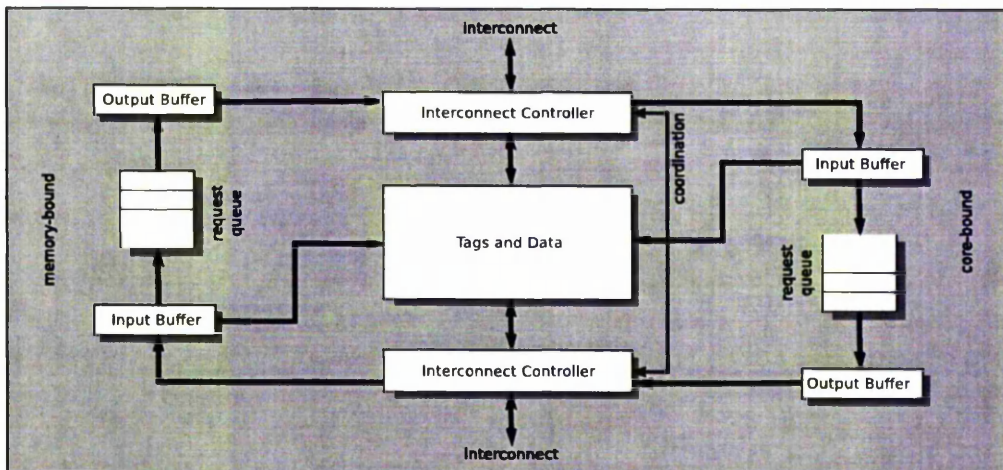 Interconnect
Output Buffer
Interconnect Controller
coordination
Input Buffer
memory-bound
request
queue
Tags and Data
request
queue
core-bound
Input Buffer
Interconnect Controller
Output Buffer
Interconnect